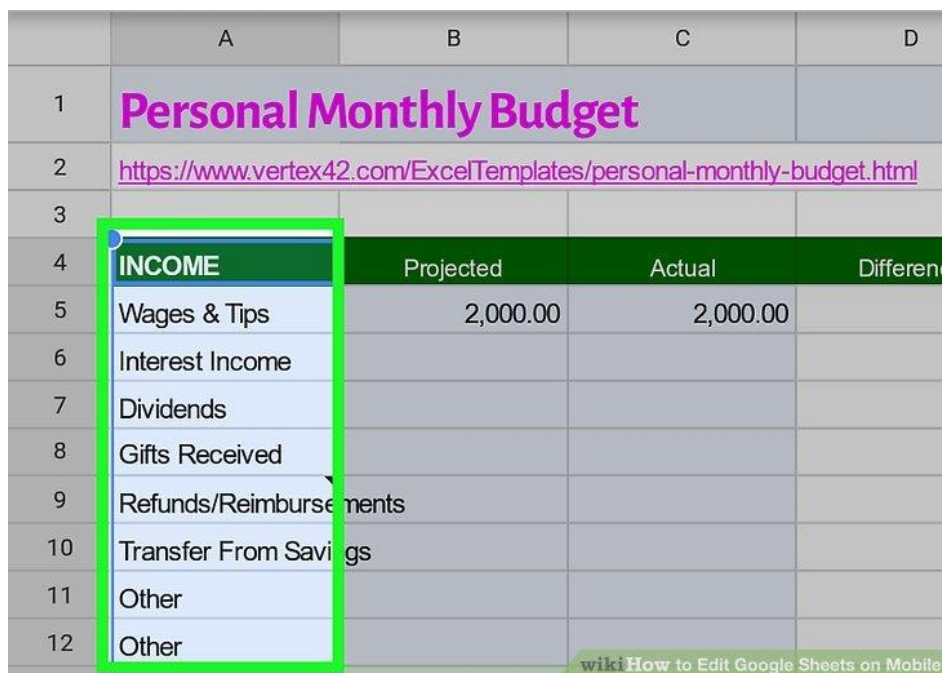 A B C D
1 Personal Monthly Budget
2 https://www.vertex42.com/ExcelTemplates/personal-monthly-budget.html
3
4 INCOME Projected Actual Differen
5 Wages & Tips 2,000.00 2,000.00
6 Interest Income
7 Dividends
8 Gifts Received
9 Refunds/Reimbursements
10 Transfer From Savings
11 Other
12 Other
wikiHow to Edit Google Sheets on Mobile